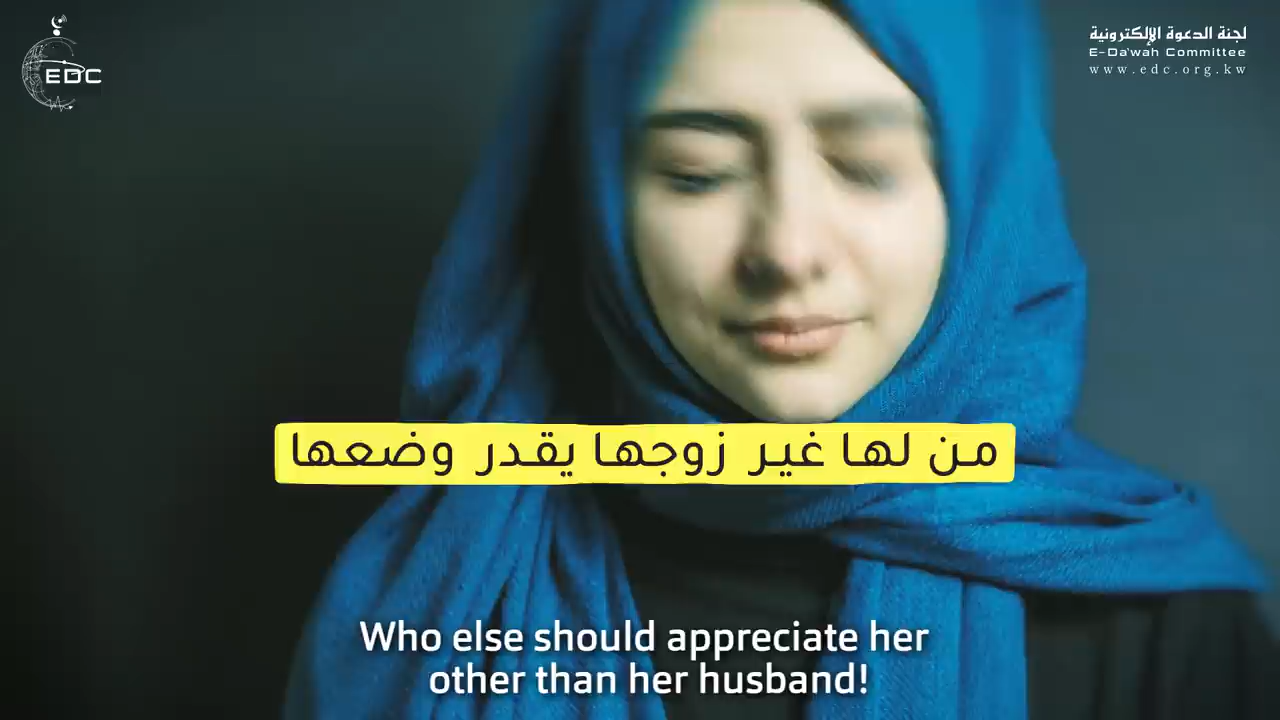 EDC
لجنة الدعوة الإلكترونية
E-Da'wah Committee
www.edc.org.kw
من لها غير زوجها يقدر وضعها
Who else should appreciate her
other than her husband!